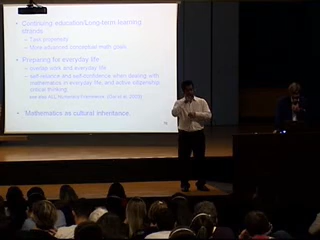 • Continuing education/Long-term learning
strands
– Task propensity
– More advanced conceptual math goals
• Preparing for everyday life
– overlap work and everyday life
– self-reliance and self-confidence when dealing with
mathematics in everyday life, and active citizenship,
critical thinking
• Mathematics as cultural inheritance.